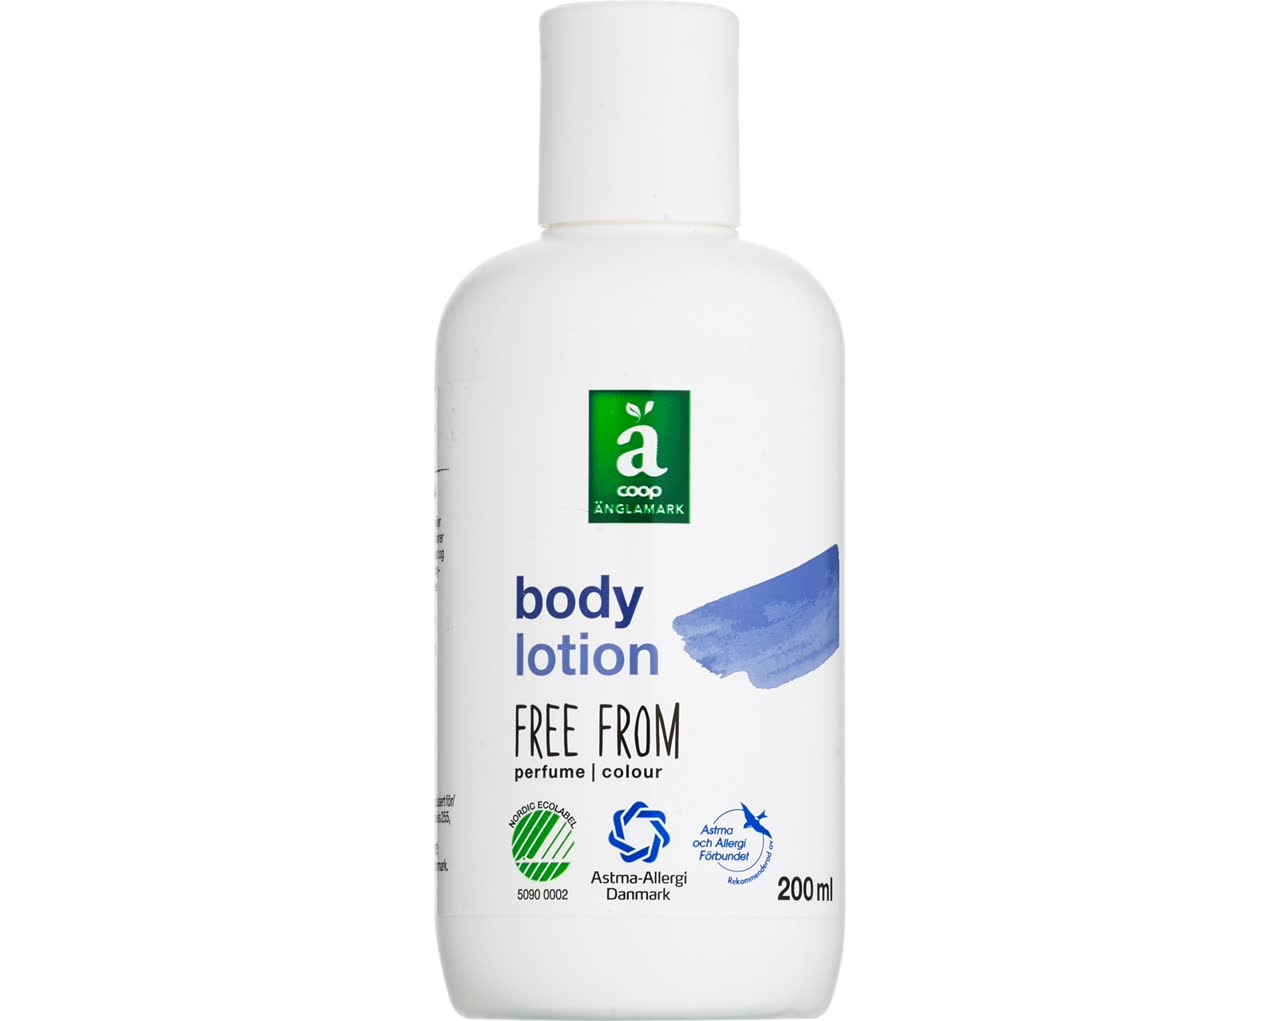 a
coop
ÄNGLAMARK
body
lotion
FREE FROM
perfume | colour
NORDIC ECOLABEL
5090 0002
Astma-Allergi
Danmark
Astma
och Allergi
Förbundet
Rekommenderad av
200 ml